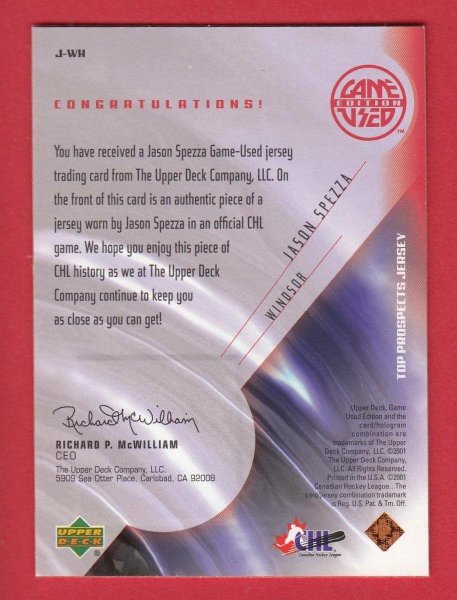 J-WH
CONGRATULATIONS!
GAME
EDITION
USED
TM
You have received a Jason Spezza Game-Used jersey
trading card from The Upper Deck Company, LLC. On
the front of this card is an authentic piece of a
jersey worn by Jason Spezza in an official CHL
game. We hope you enjoy this piece of
CHL history as we at The Upper Deck
Company continue to keep you
as close as you can get!
JASON SPEZZA
WINDSOR
TOP PROSPECTS JERSEY
Richard McWilliam
RICHARD P. McWILLIAM
CEO
The Upper Deck Company, LLC.
5909 Sea Otter Place, Carlsbad, CA 92008
Upper Deck, Game
Used Edition and the
card/hologram
combination are
trademarks of The Upper
Deck Company, LLC. ©2001
The Upper Deck Company,
LLC. All Rights Reserved.
Printed in the U.S.A. ©2001
Canadian Hockey League . The
card/jersey combination trademark
is Reg. U.S. Pat. & Tm. Off.
UPPER
DECK
®
CHL
Canadian Hockey League